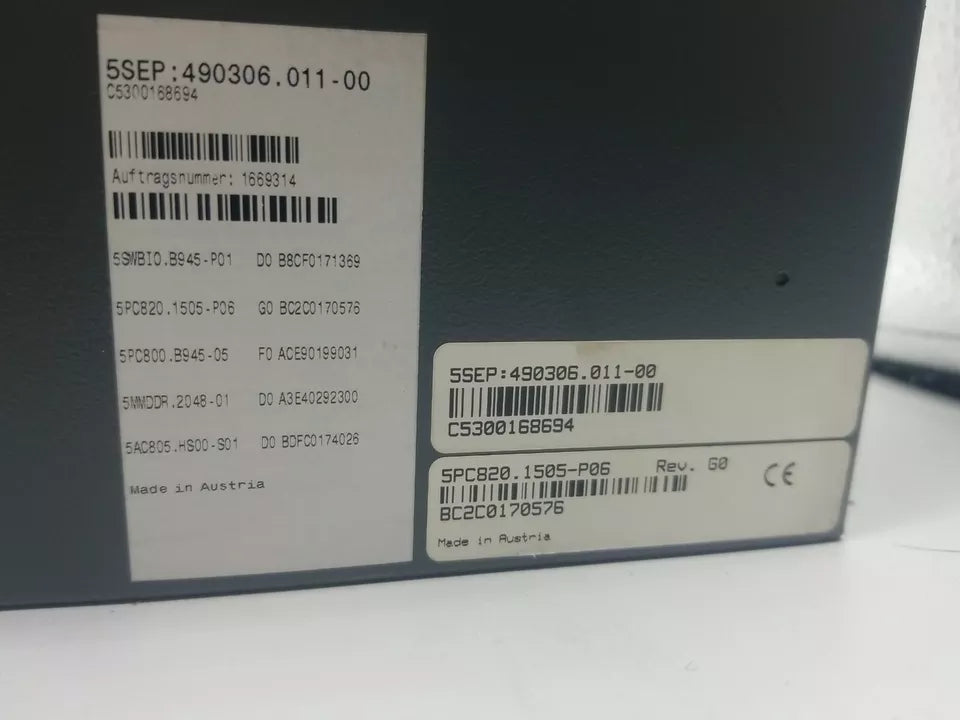 5SEP:490306.011-00
C5300168694
Auftragsnummer: 1669314
5SWBIO.B945-P01 D0 B8CF0171369
5PC820.1505-P06 G0 BC2C0170576
5PC800.B945-05 F0 ACE90199031
5MMDDR.2048-01 D0 A3E40292300
5AC805.HS00-S01 D0 BDFC0174026
Made in Austria
5SEP:490306.011-00
C5300168694
5PC820.1505-P06 Rev. G0 CE
BC2C0170576
Made in Austria